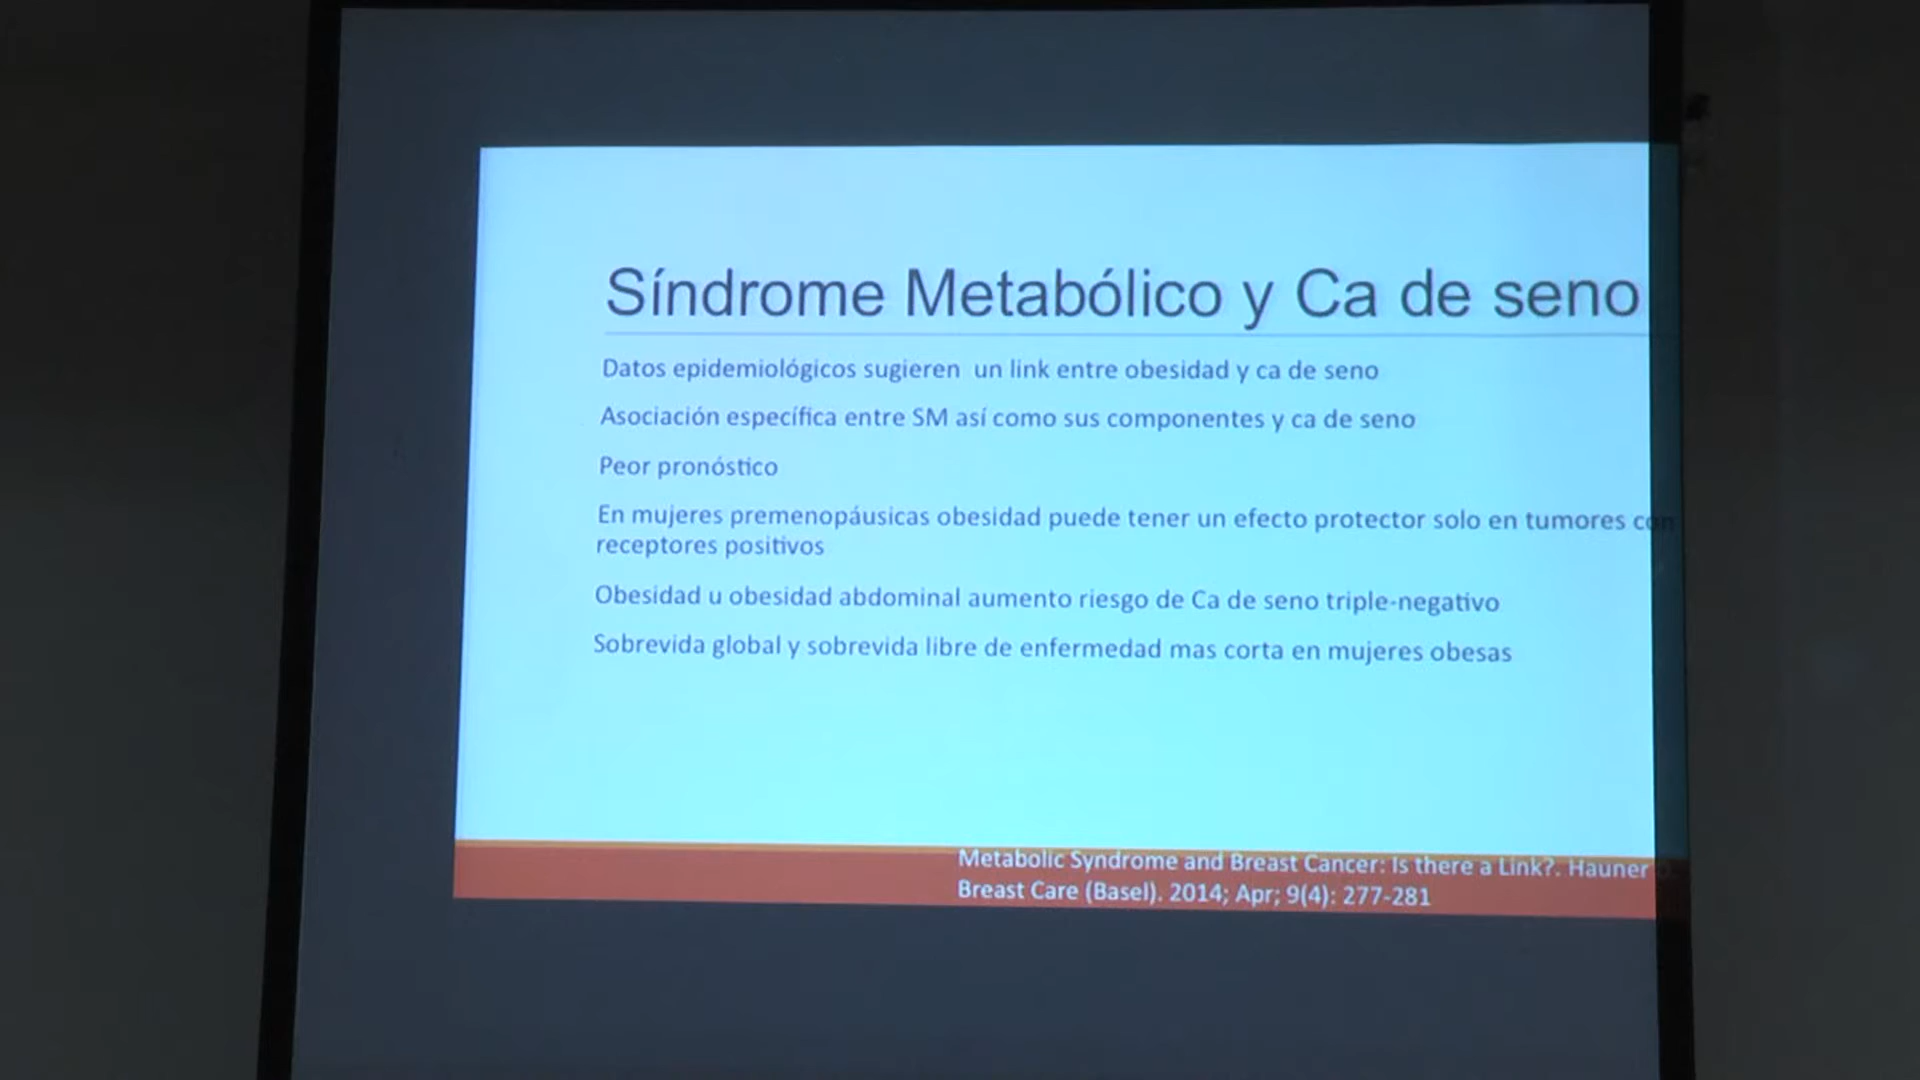 Síndrome Metabólico y Ca de seno
Datos epidemiológicos sugieren un link entre obesidad y ca de seno
Asociación específica entre SM así como sus componentes y ca de seno
Peor pronóstico
En mujeres premenopáusicas obesidad puede tener un efecto protector solo en tumores con
receptores positivos
Obesidad u obesidad abdominal aumento riesgo de Ca de seno triple-negativo
Sobrevida global y sobrevida libre de enfermedad mas corta en mujeres obesas
Metabolic Syndrome and Breast Cancer: Is there a Link?. Hauner
Breast Care (Basel). 2014; Apr; 9(4): 277-281